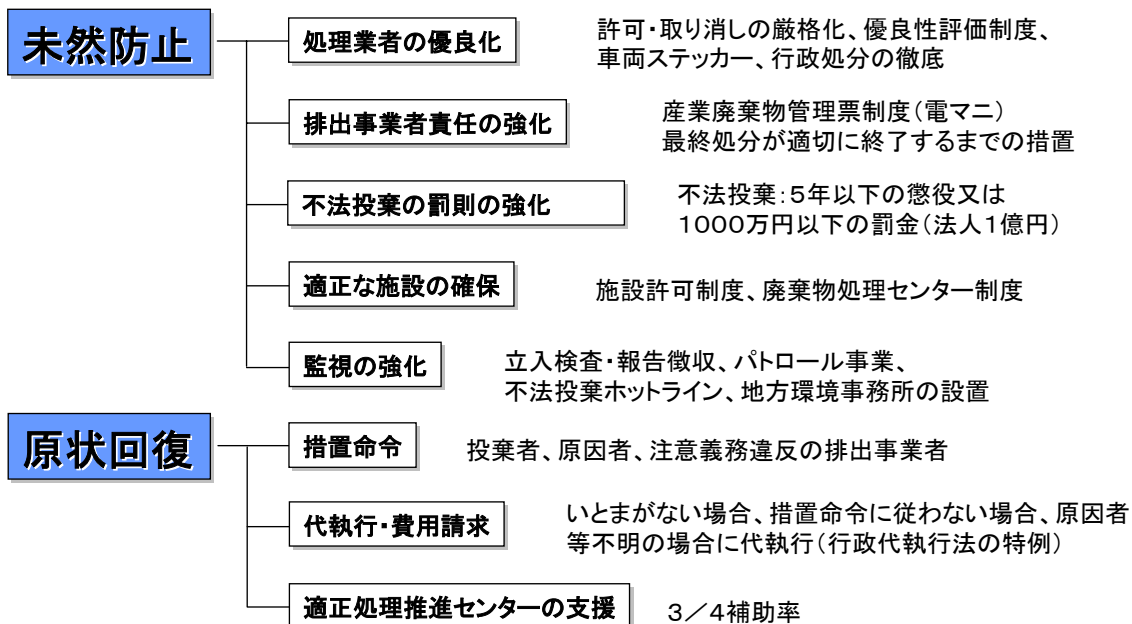 未然防止
処理業者の優良化
許可・取り消しの厳格化、優良性評価制度、
車両ステッカー、行政処分の徹底
排出事業者責任の強化
産業廃棄物管理票制度(電マニ)
最終処分が適切に終了するまでの措置
不法投棄の罰則の強化
不法投棄:5年以下の懲役又は
1000万円以下の罰金(法人1億円)
適正な施設の確保
施設許可制度、廃棄物処理センター制度
監視の強化
立入検査・報告徴収、パトロール事業、
不法投棄ホットライン、地方環境事務所の設置
原状回復
措置命令
投棄者、原因者、注意義務違反の排出事業者
代執行・費用請求
いとまがない場合、措置命令に従わない場合、原因者
等不明の場合に代執行(行政代執行法の特例)
適正処理推進センターの支援
3/4補助率